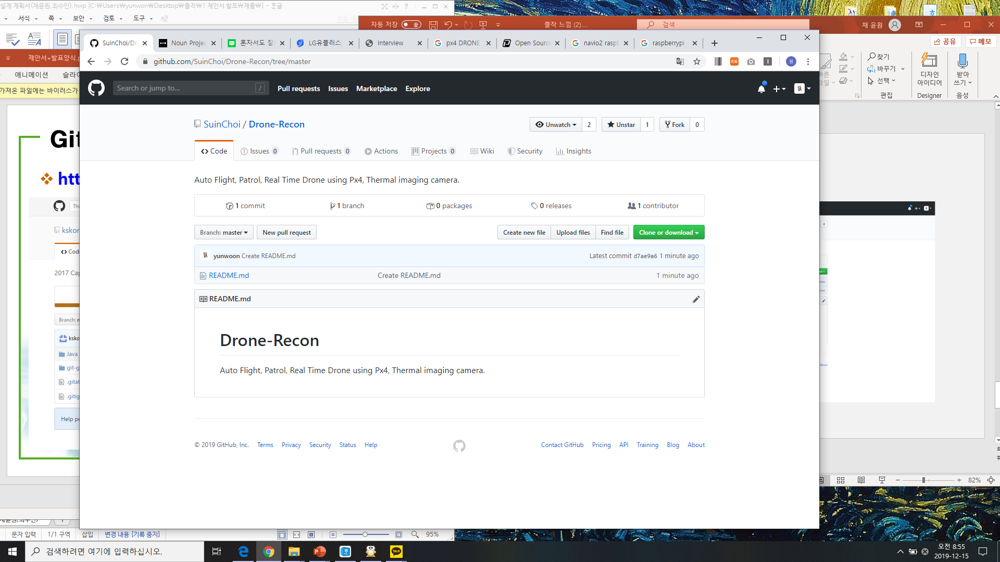 설계 계획서(채윤원,최수인).hwp [C:\Users\yunwon\Desktop\졸작\1 제안서 발표\제출\] - 한글
서식 쪽 보안 검토 도구
자동 저장 끔 졸작 느낌 (2).... 검색 채 윤원
SuinChoi/Dr Noun Projec 혼자서도 잘 LG유플러스 Interview px4 DRONE Open Source navio2 raspb raspberrypi
github.com/SuinChoi/Drone-Recon/tree/master
제안서+발표양식.p
애니메이션 슬라이
가져온 파일에는 바이러스가
공유 메모
찾기
바꾸기
선택
편집
디자인
아이디어
Designer
받아
쓰기
음성
Search or jump to... /
Pull requests Issues Marketplace Explore
SuinChoi / Drone-Recon
Unwatch 2 Unstar 1 Fork 0
Code Issues 0 Pull requests 0 Actions Projects 0 Wiki Security Insights
Auto Flight, Patrol, Real Time Drone using Px4, Thermal imaging camera.
1 commit 1 branch 0 packages 0 releases 1 contributor
Branch: master New pull request Create new file Upload files Find file Clone or download
yunwoon Create README.md Latest commit d7ae9a6 1 minute ago
README.md Create README.md 1 minute ago
README.md
Drone-Recon
Auto Flight, Patrol, Real Time Drone using Px4, Thermal imaging camera.
© 2019 GitHub, Inc. Terms Privacy Security Status Help
Contact GitHub Pricing API Training Blog About
Git
htt
Th
kskor
Code
2017 Cap
Branch: m
ksko
Java
git-g
.gitat
.gitig
Help pe
About
82%
문자 입력 1/1 구역 삽입 변경 내용 [기록 중지] 95%
검색하려면 여기에 입력하십시오.
TALK
오전 8:55
2019-12-15